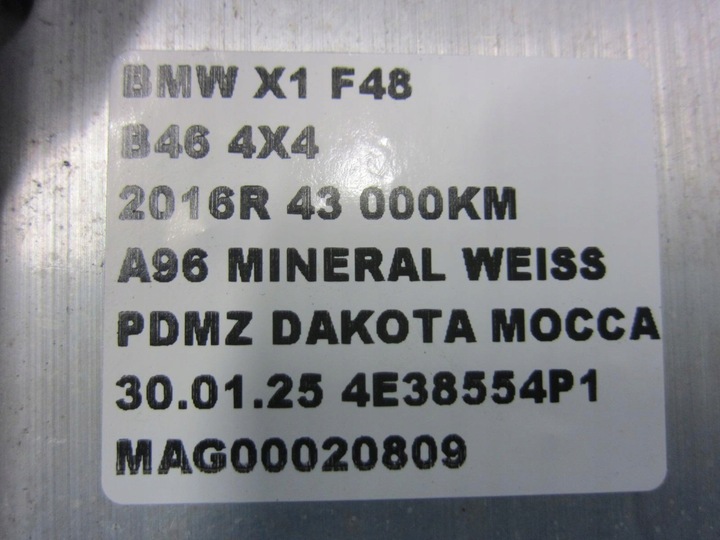 BMW X1 F48
B46 4X4
2016R 43 000KM
A96 MINERAL WEISS
PDMZ DAKOTA MOCCA
30.01.25 4E38554P1
MAG00020809